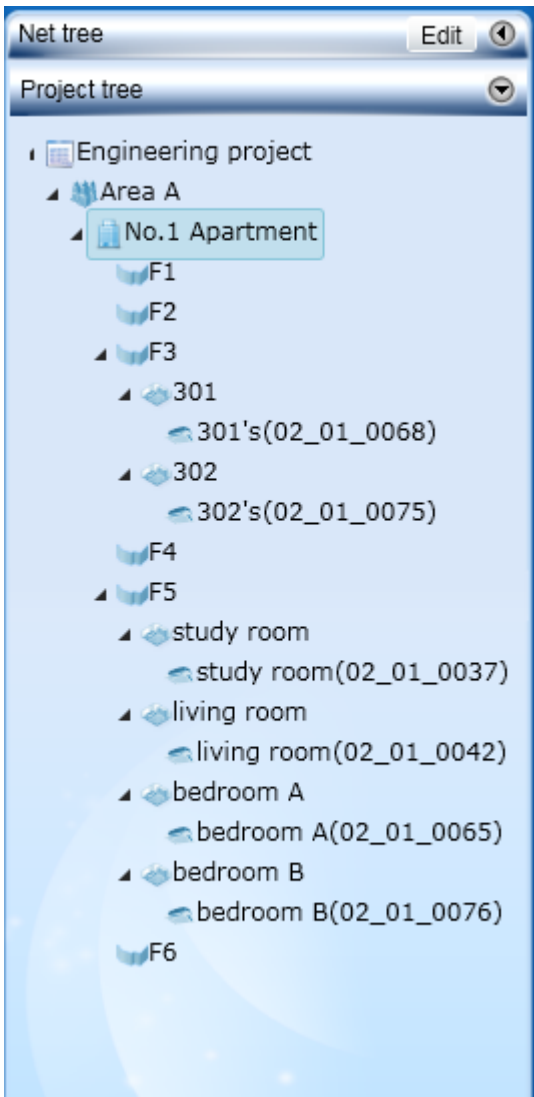 Net tree Edit
Project tree
Engineering project
Area A
No.1 Apartment
F1
F2
F3
301
301's(02_01_0068)
302
302's(02_01_0075)
F4
F5
study room
study room(02_01_0037)
living room
living room(02_01_0042)
bedroom A
bedroom A(02_01_0065)
bedroom B
bedroom B(02_01_0076)
F6